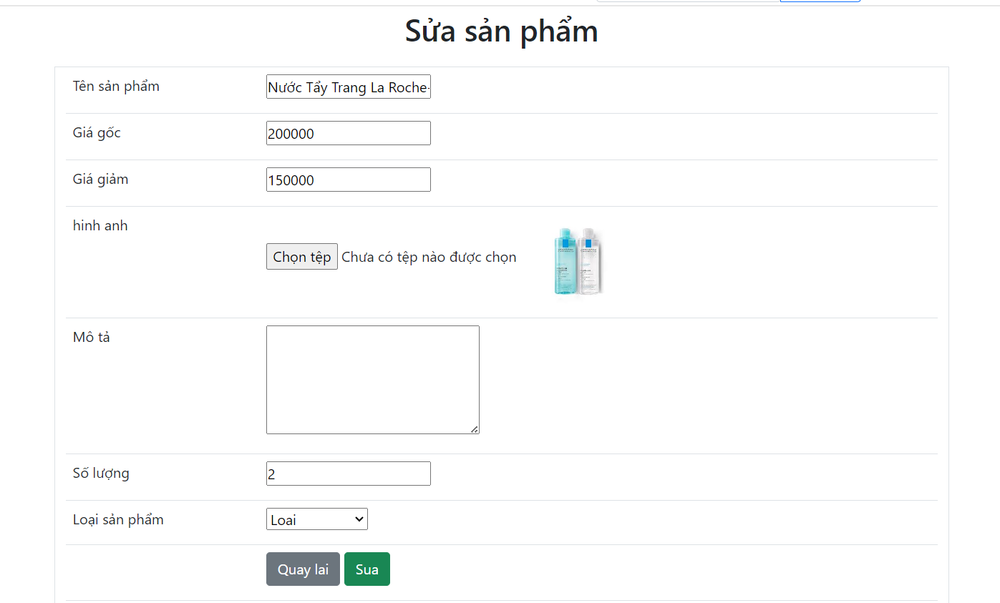 Sửa sản phẩm
Tên sản phẩm
Nước Tẩy Trang La Roche-
Giá gốc
200000
Giá giảm
150000
hinh anh
Chọn tệp Chưa có tệp nào được chọn
Mô tả
Số lượng
2
Loại sản phẩm
Loai
Quay lai
Sua